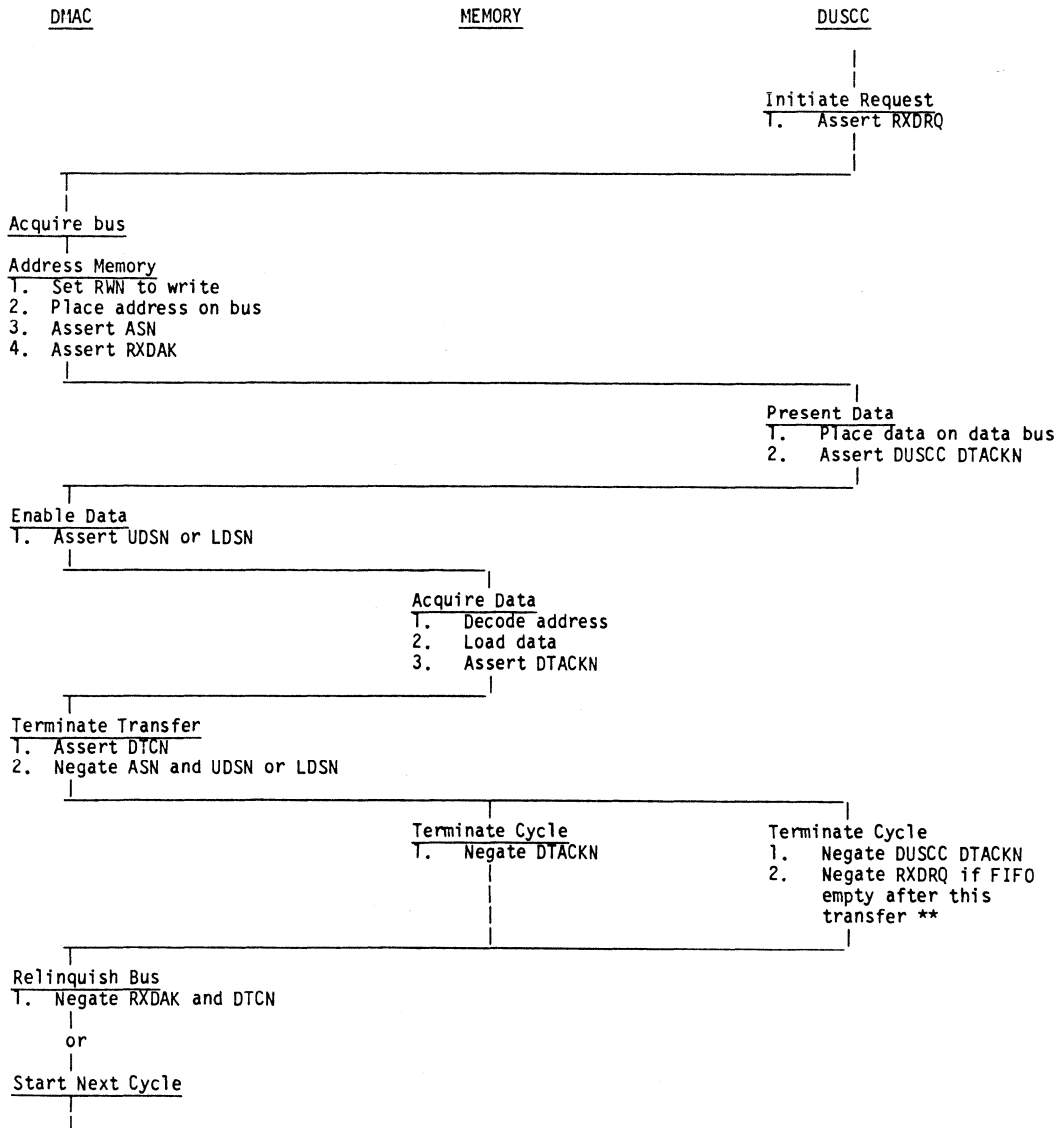 DMAC MEMORY DUSCC
Initiate Request
1. Assert RXDRQ
Acquire bus
Address Memory
1. Set RWN to write
2. Place address on bus
3. Assert ASN
4. Assert RXDAK
Present Data
1. Place data on data bus
2. Assert DUSCC DTACKN
Enable Data
1. Assert UDSN or LDSN
Acquire Data
1. Decode address
2. Load data
3. Assert DTACKN
Terminate Transfer
1. Assert DTCN
2. Negate ASN and UDSN or LDSN
Terminate Cycle
1. Negate DTACKN
Terminate Cycle
1. Negate DUSCC DTACKN
2. Negate RXDRQ if FIFO
empty after this
transfer **
Relinquish Bus
1. Negate RXDAK and DTCN
or
Start Next Cycle